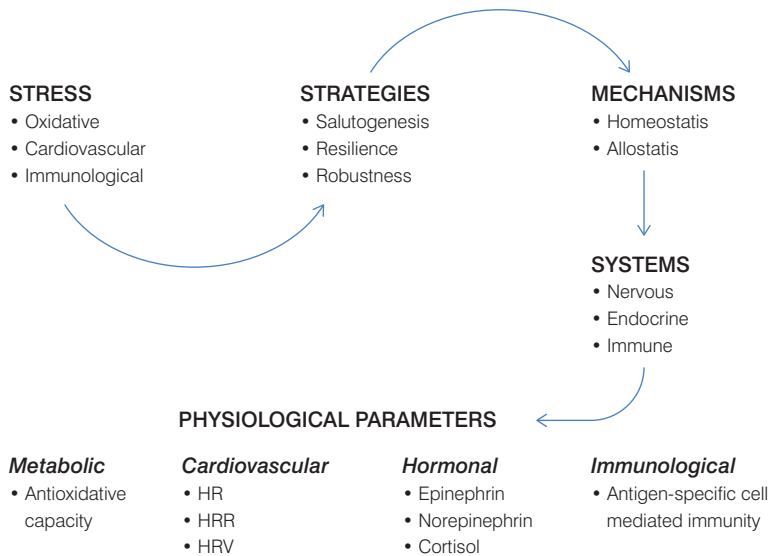 STRESS
• Oxidative
• Cardiovascular
• Immunological
STRATEGIES
• Salutogenesis
• Resilience
• Robustness
MECHANISMS
• Homeostatis
• Allostatis
SYSTEMS
• Nervous
• Endocrine
• Immune
PHYSIOLOGICAL PARAMETERS
Metabolic
• Antioxidative
capacity
Cardiovascular
• HR
• HRR
• HRV
Hormonal
• Epinephrin
• Norepinephrin
• Cortisol
Immunological
• Antigen-specific cell
mediated immunity